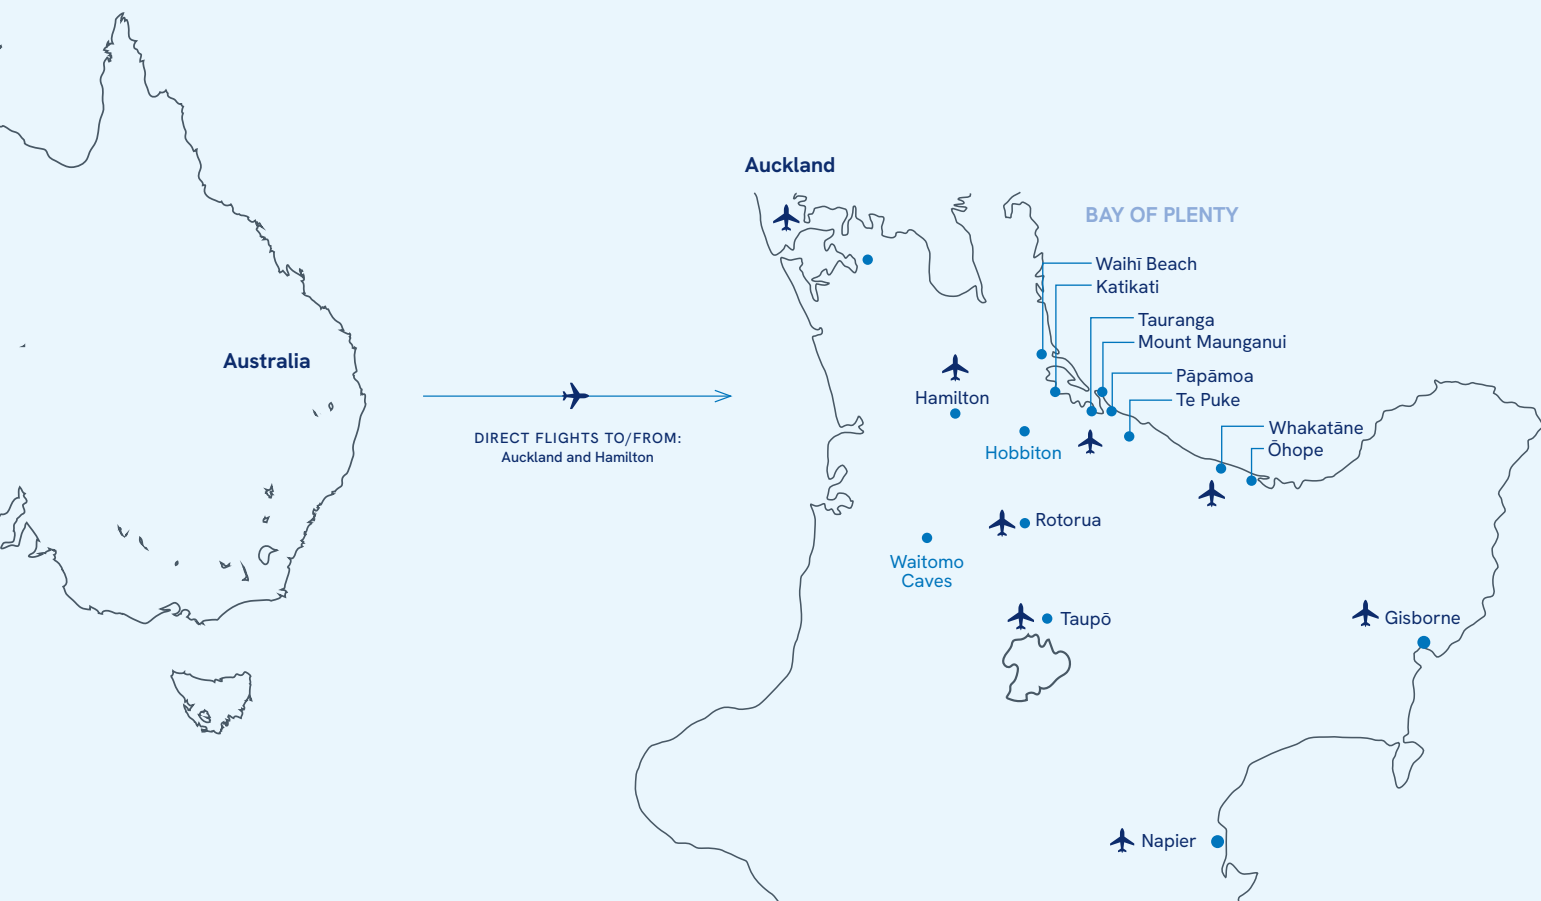 Auckland
BAY OF PLENTY
Waihī Beach
Katikati
Tauranga
Mount Maunganui
Australia
Pāpāmoa
Hamilton
Te Puke
DIRECT FLIGHTS TO/FROM:
Auckland and Hamilton
Hobbiton
Whakatāne
Ōhope
Rotorua
Waitomo
Caves
Taupō
Gisborne
Napier